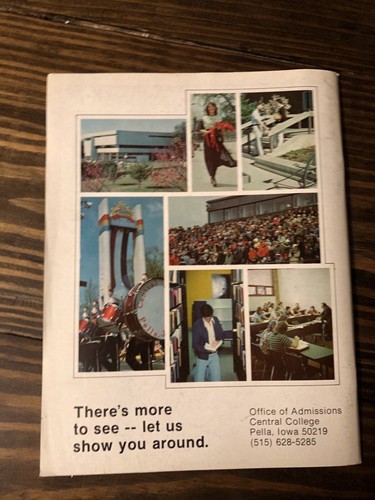 There's more
to see -- let us
show you around.
Office of Admissions
Central College
Pella, Iowa 50219
(515) 628-5285